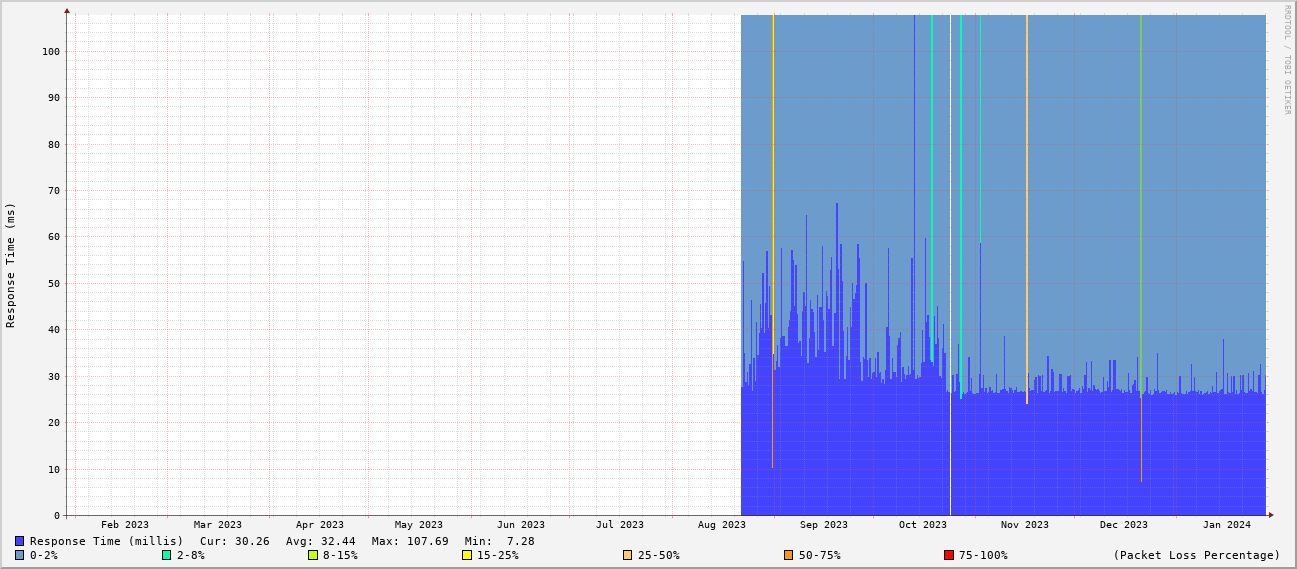 RRDTOOL / TOBI OETIKER
Response Time (ms)
100
90
80
70
60
50
40
30
20
10
0
Feb 2023 Mar 2023 Apr 2023 May 2023 Jun 2023 Jul 2023 Aug 2023 Sep 2023 Oct 2023 Nov 2023 Dec 2023 Jan 2024
Response Time (millis) Cur: 30.26 Avg: 32.44 Max: 107.69 Min: 7.28
0-2% 2-8% 8-15% 15-25% 25-50% 50-75% 75-100% (Packet Loss Percentage)